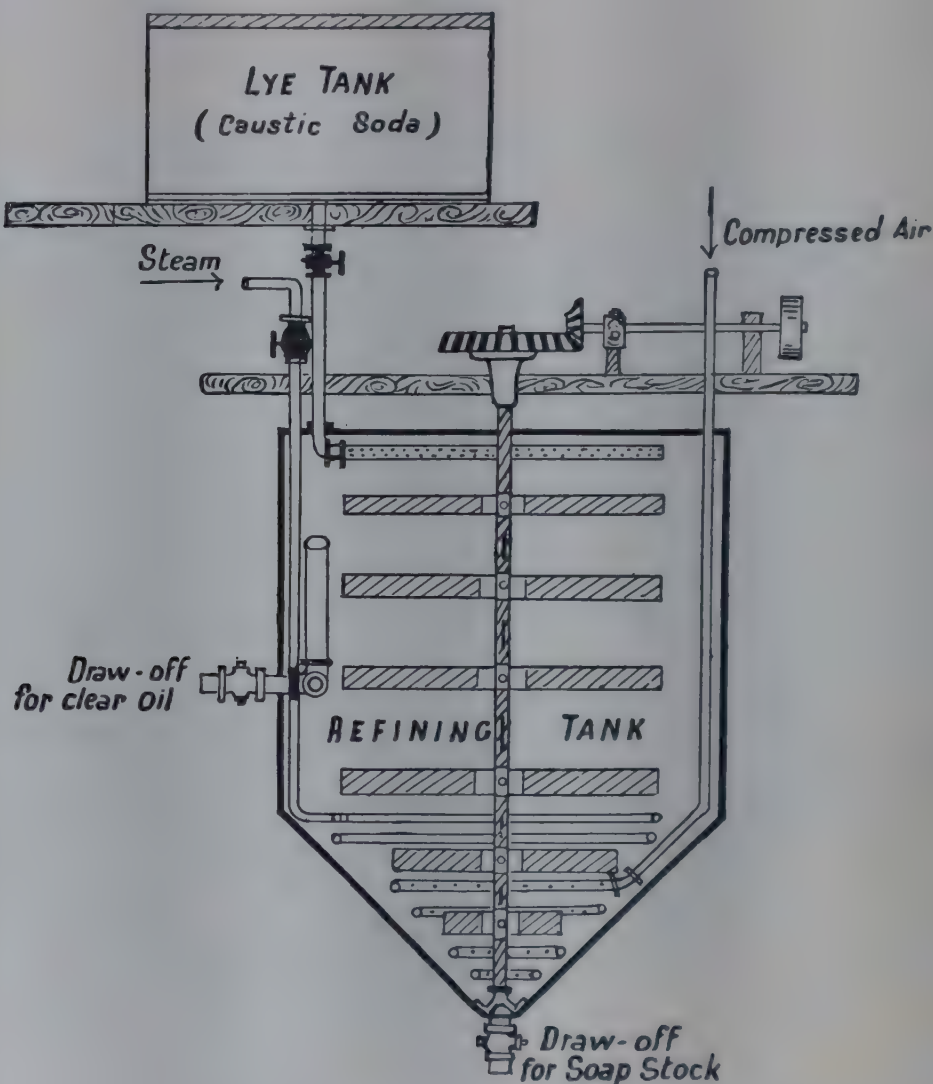 LYE TANK
(Caustic Soda)
Steam
Compressed Air
Draw-off
for clear Oil
REFINING TANK
Draw-off
for Soap Stock